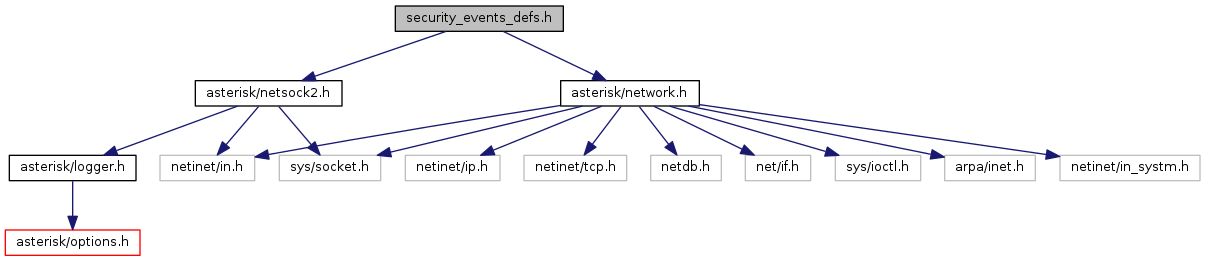 security_events_defs.h
asterisk/netsock2.h
asterisk/network.h
asterisk/logger.h
netinet/in.h
sys/socket.h
netinet/ip.h
netinet/tcp.h
netdb.h
net/if.h
sys/ioctl.h
arpa/inet.h
netinet/in_systm.h
asterisk/options.h